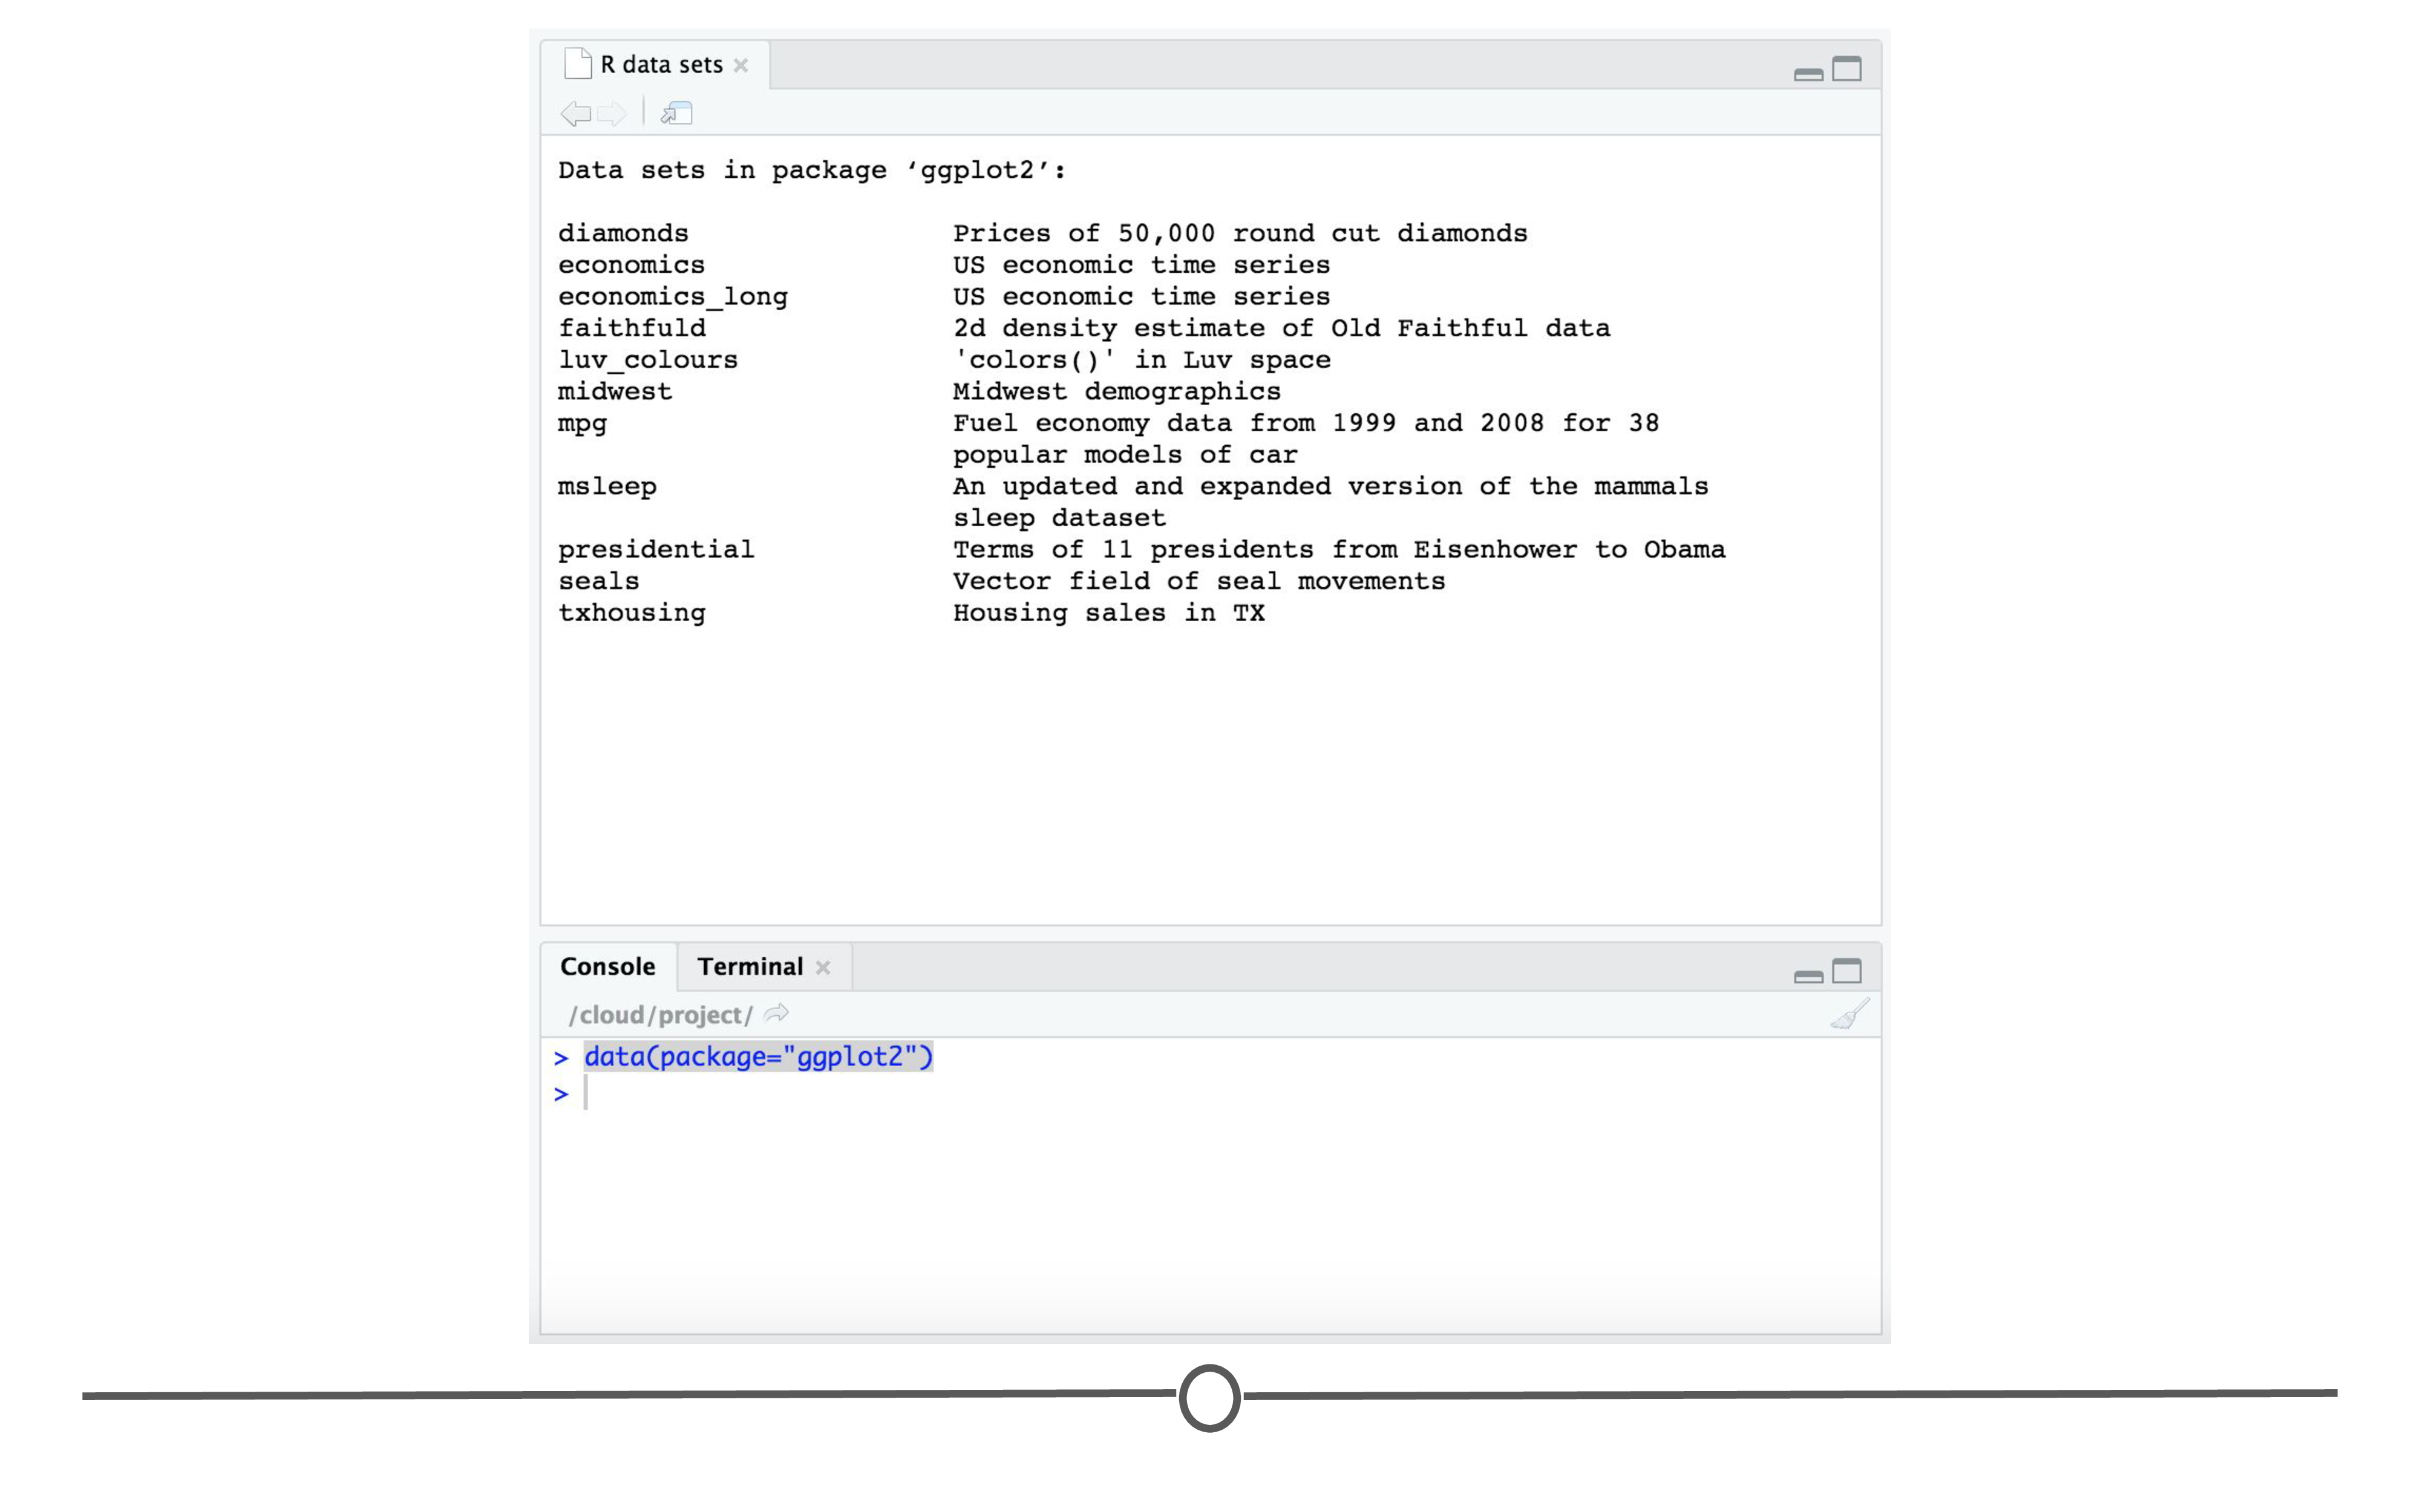 R data sets
Data sets in package ‘ggplot2’:
diamonds Prices of 50,000 round cut diamonds
economics US economic time series
economics_long US economic time series
faithfuld 2d density estimate of Old Faithful data
luv_colours 'colors()' in Luv space
midwest Midwest demographics
mpg Fuel economy data from 1999 and 2008 for 38
popular models of car
msleep An updated and expanded version of the mammals
sleep dataset
presidential Terms of 11 presidents from Eisenhower to Obama
seals Vector field of seal movements
txhousing Housing sales in TX
Console Terminal
/cloud/project/
> data(package="ggplot2")
>